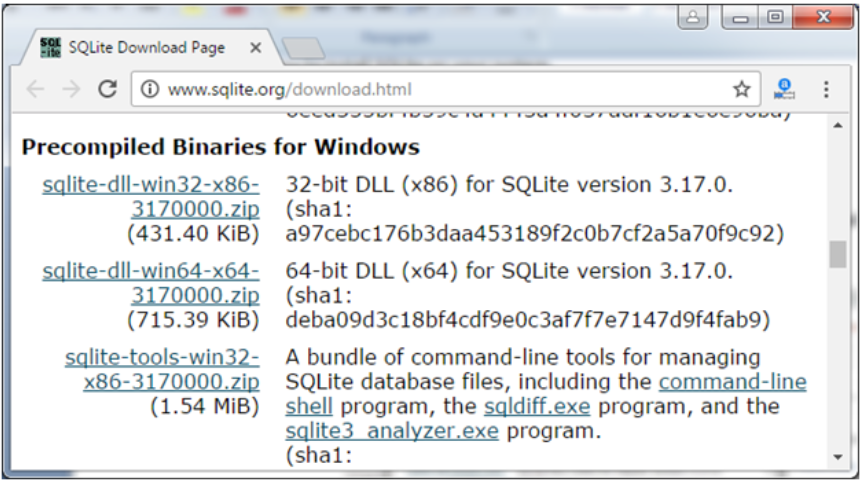 SQLite Download Page
www.sqlite.org/download.html
Precompiled Binaries for Windows
sqlite-dll-win32-x86-
3170000.zip
(431.40 KiB)
32-bit DLL (x86) for SQLite version 3.17.0.
(sha1:
a97cebc176b3daa453189f2c0b7cf2a5a70f9c92)
sqlite-dll-win64-x64-
3170000.zip
(715.39 KiB)
64-bit DLL (x64) for SQLite version 3.17.0.
(sha1:
deba09d3c18bf4cdf9e0c3af7f7e7147d9f4fab9)
sqlite-tools-win32-
x86-3170000.zip
(1.54 MiB)
A bundle of command-line tools for managing
SQLite database files, including the command-line
shell program, the sqldiff.exe program, and the
sqlite3_analyzer.exe program.
(sha1: